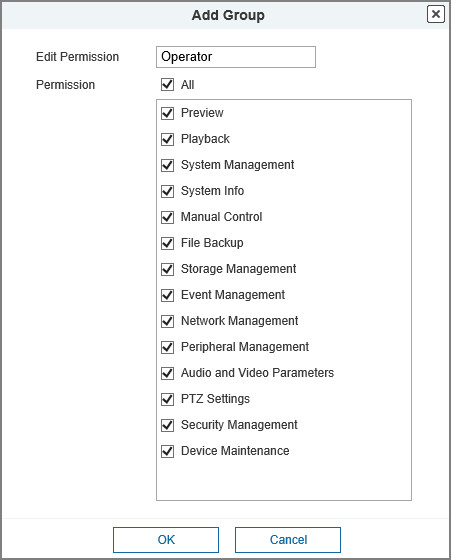 Add Group
Edit Permission Operator
Permission All
Preview
Playback
System Management
System Info
Manual Control
File Backup
Storage Management
Event Management
Network Management
Peripheral Management
Audio and Video Parameters
PTZ Settings
Security Management
Device Maintenance
OK Cancel